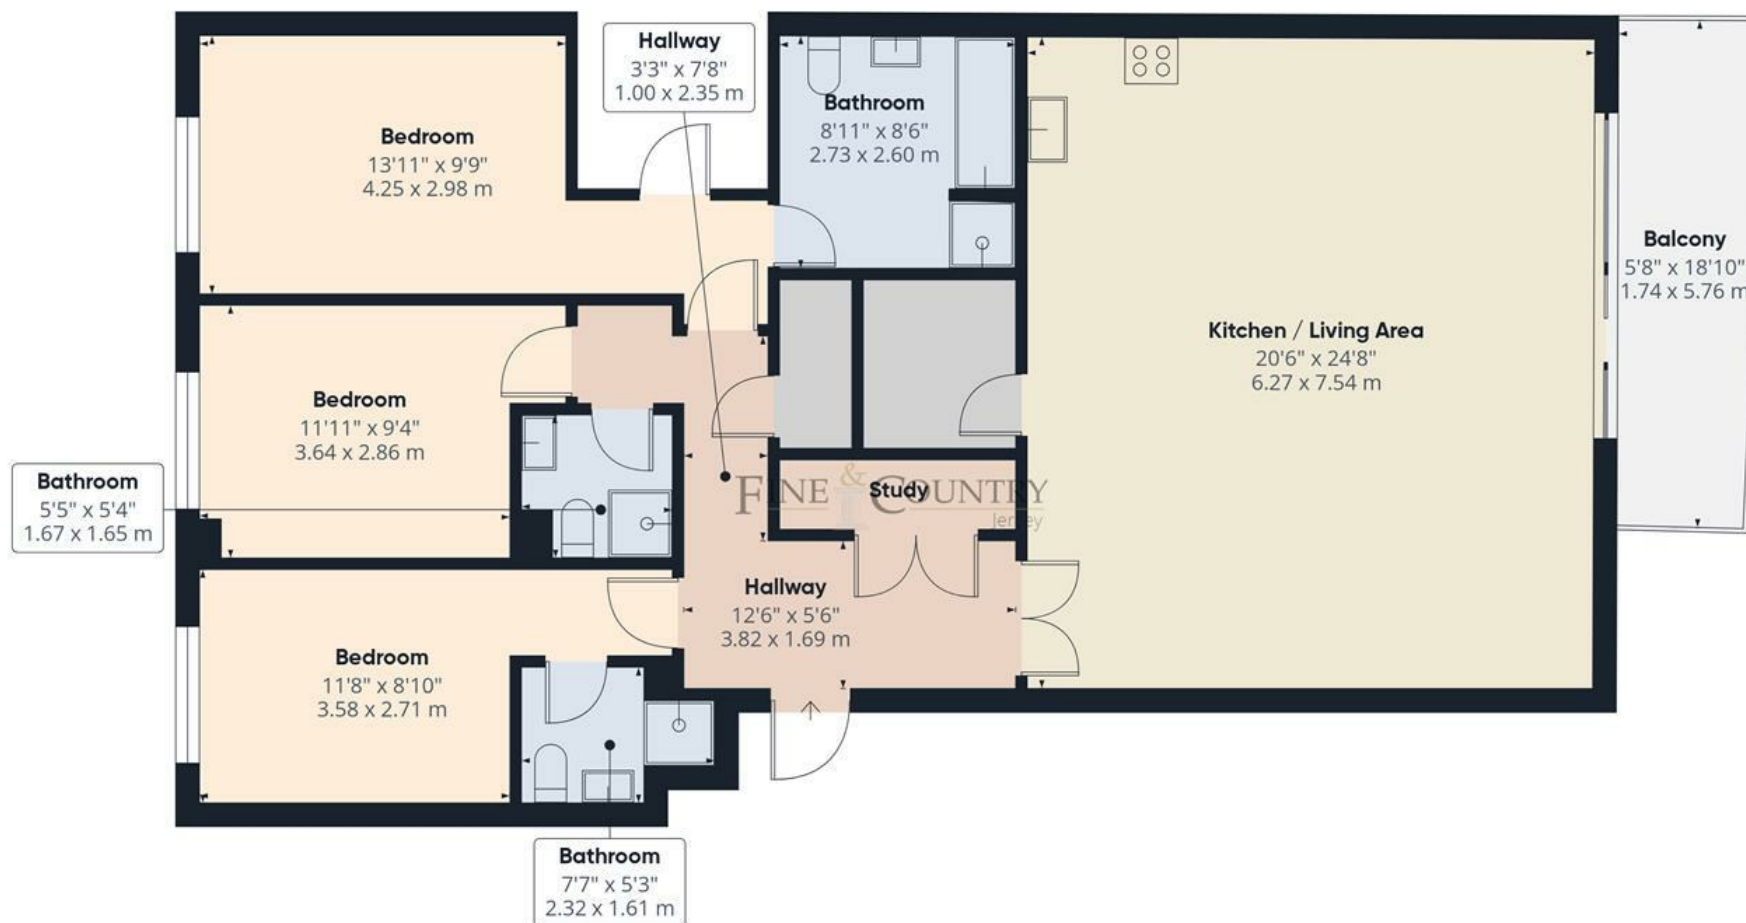 Hallway
3'3" x 7'8"
1.00 x 2.35 m
Bathroom
8'11" x 8'6"
2.73 x 2.60 m
Bedroom
13'11" x 9'9"
4.25 x 2.98 m
Balcony
5'8" x 18'10"
1.74 x 5.76 m
Kitchen / Living Area
20'6" x 24'8"
6.27 x 7.54 m
Bedroom
11'11" x 9'4"
3.64 x 2.86 m
Bathroom
5'5" x 5'4"
1.67 x 1.65 m
Study
FINE & COUNTRY
Jersey
Hallway
12'6" x 5'6"
3.82 x 1.69 m
Bedroom
11'8" x 8'10"
3.58 x 2.71 m
Bathroom
7'7" x 5'3"
2.32 x 1.61 m